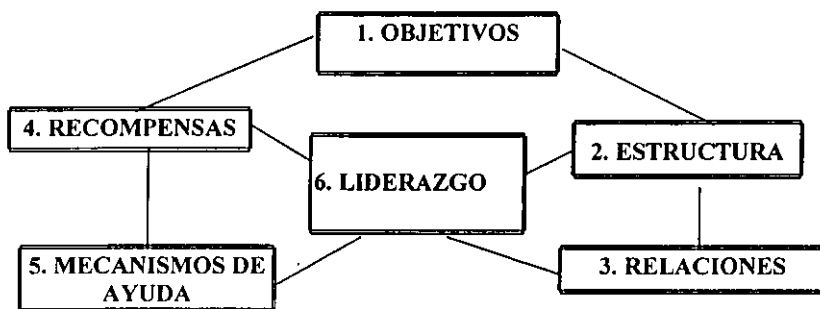 1. OBJETIVOS
4. RECOMPENSAS
2. ESTRUCTURA
6. LIDERAZGO
5. MECANISMOS DE
AYUDA
3. RELACIONES